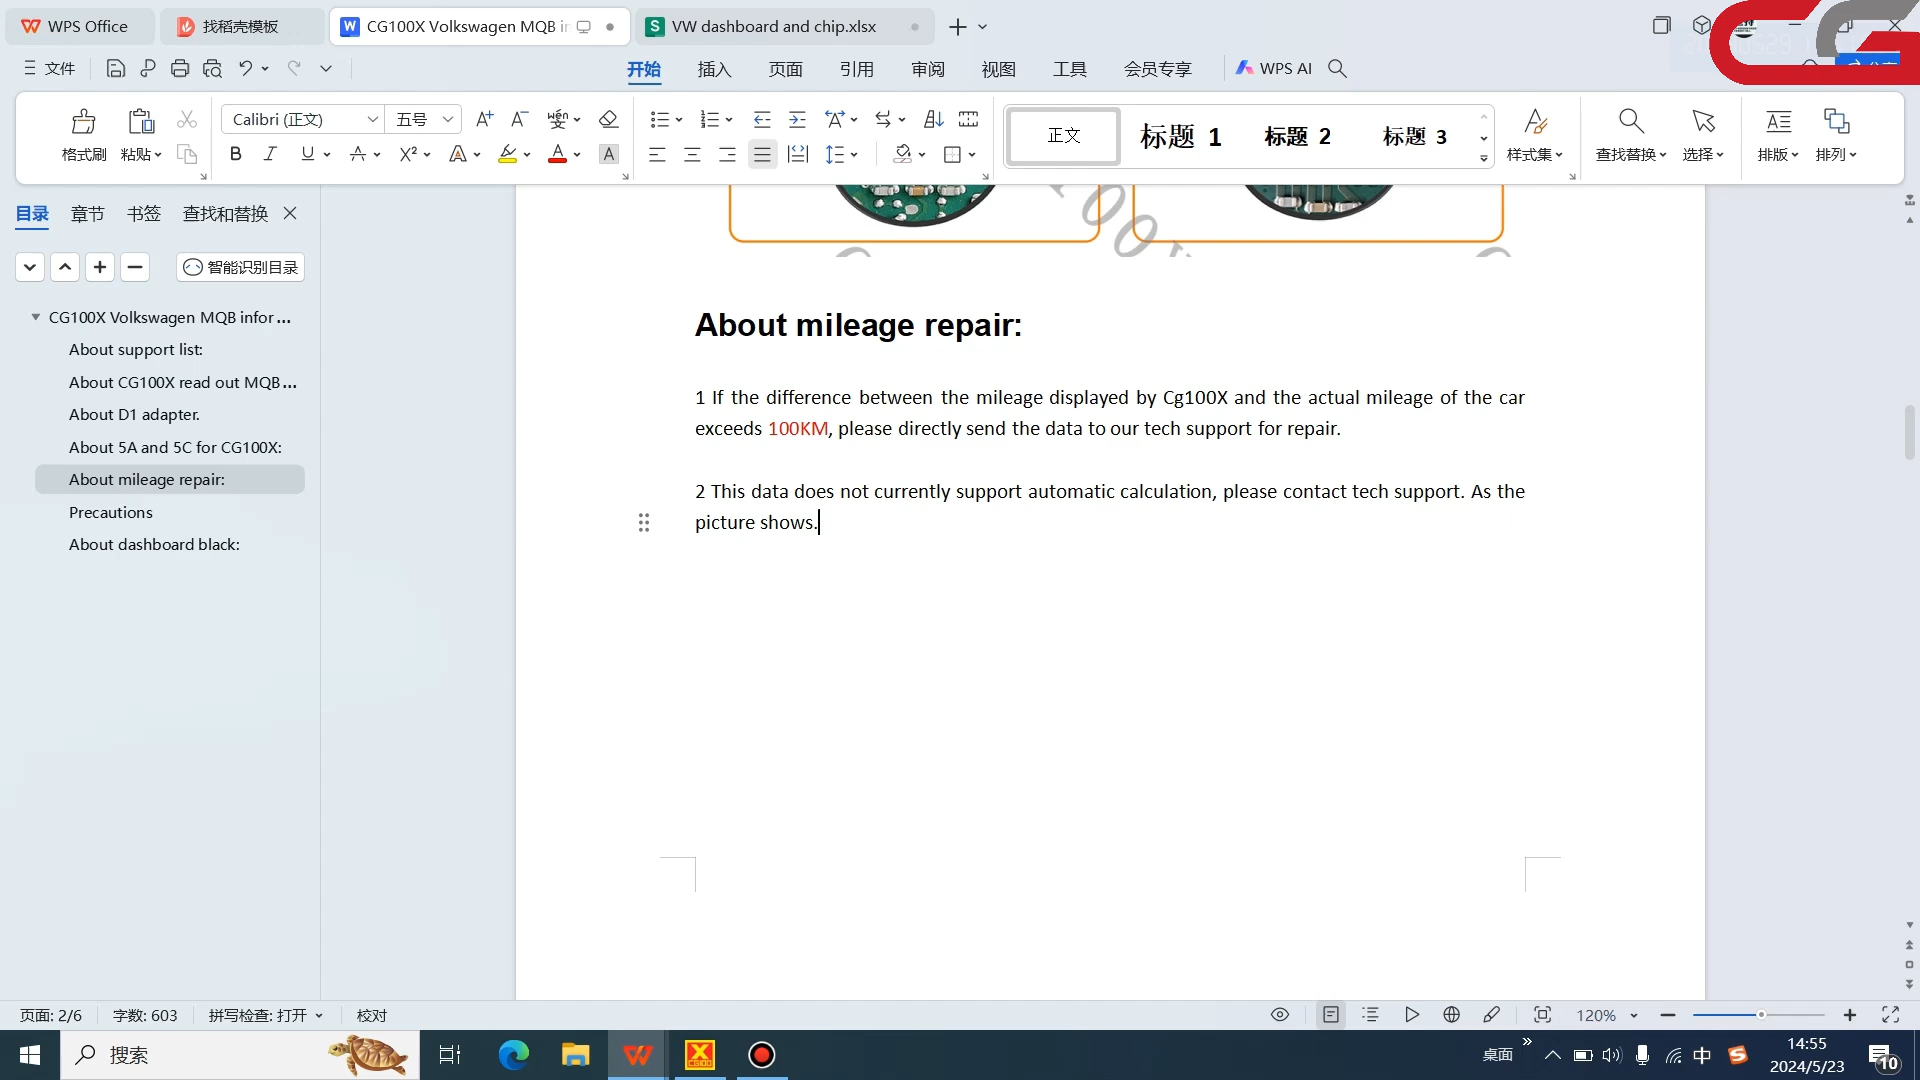 WPS Office
找稻壳模板
CG100X Volkswagen MQB in
VW dashboard and chip.xlsx
文件
开始
插入
页面
引用
审阅
视图
工具
会员专享
WPS AI
格式刷
粘贴
Calibri (正文)
五号
正文
标题 1
标题 2
标题 3
样式集
查找替换
选择
排版
排列
目录
章节
书签
查找和替换
智能识别目录
CG100X Volkswagen MQB infor...
About support list:
About CG100X read out MQB...
About D1 adapter.
About 5A and 5C for CG100X:
About mileage repair:
Precautions
About dashboard black:
About mileage repair:
1 If the difference between the mileage displayed by Cg100X and the actual mileage of the car
exceeds 100KM, please directly send the data to our tech support for repair.
2 This data does not currently support automatic calculation, please contact tech support. As the
picture shows.
页面: 2/6
字数: 603
拼写检查: 打开
校对
120%
搜索
桌面
中
14:55
2024/5/23
10